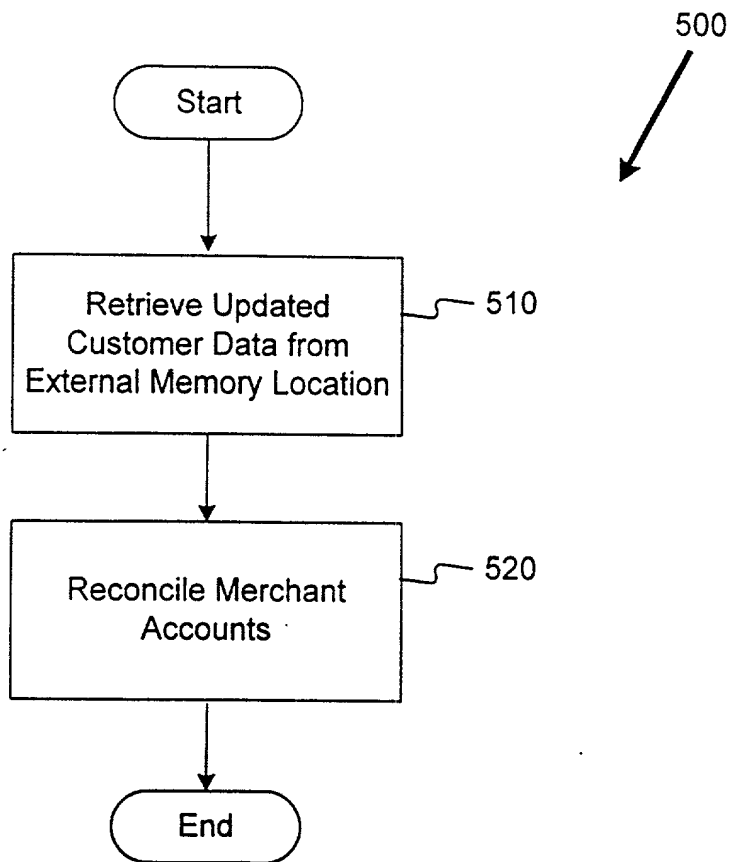 500
Start
Retrieve Updated
Customer Data from
External Memory Location
510
Reconcile Merchant
Accounts
520
End